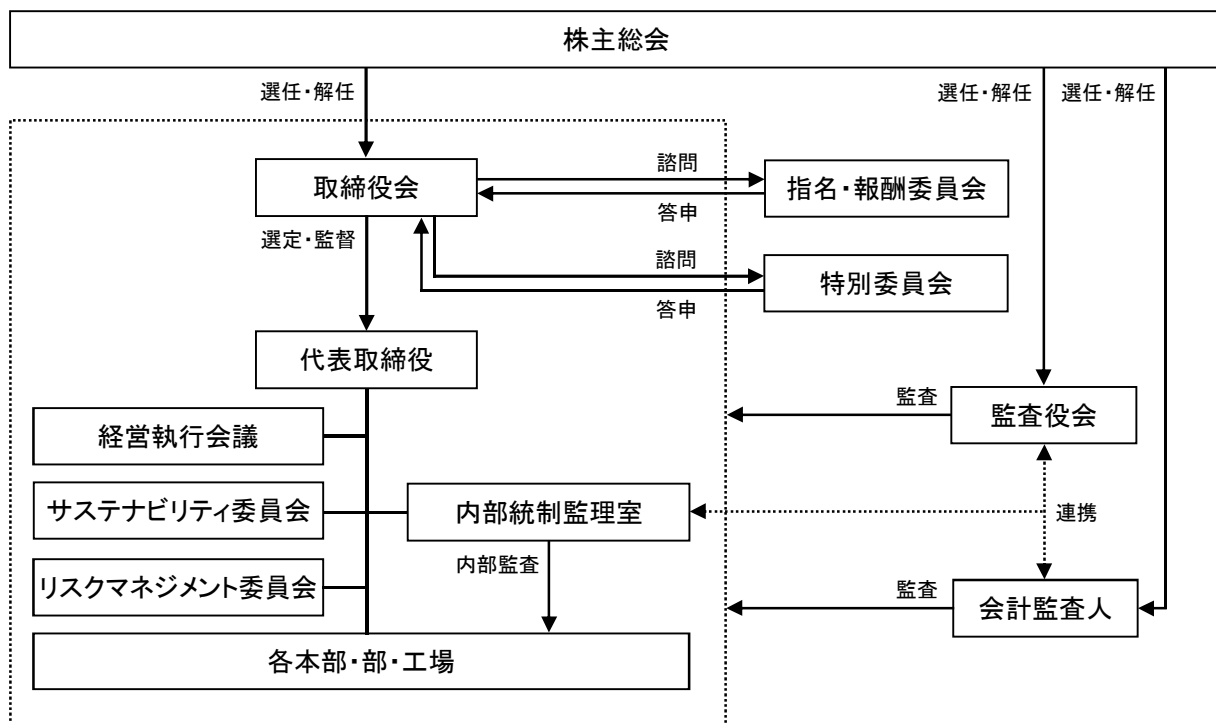 株主総会
選任・解任
選任・解任
選任・解任
取締役会
諮問
答申
指名・報酬委員会
選定・監督
諮問
答申
特別委員会
代表取締役
監査
監査役会
経営執行会議
サステナビリティ委員会
内部統制監理室
連携
内部監査
リスクマネジメント委員会
監査
会計監査人
各本部・部・工場